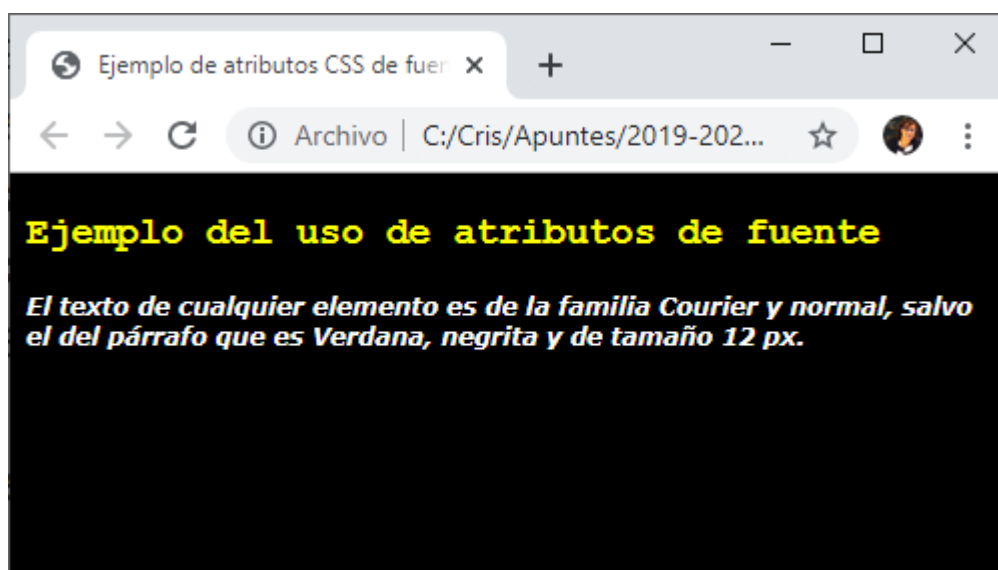 Ejemplo de atributos CSS de fuen
Archivo | C:/Cris/Apuntes/2019-202...
Ejemplo del uso de atributos de fuente
El texto de cualquier elemento es de la familia Courier y normal, salvo
el del párrafo que es Verdana, negrita y de tamaño 12 px.